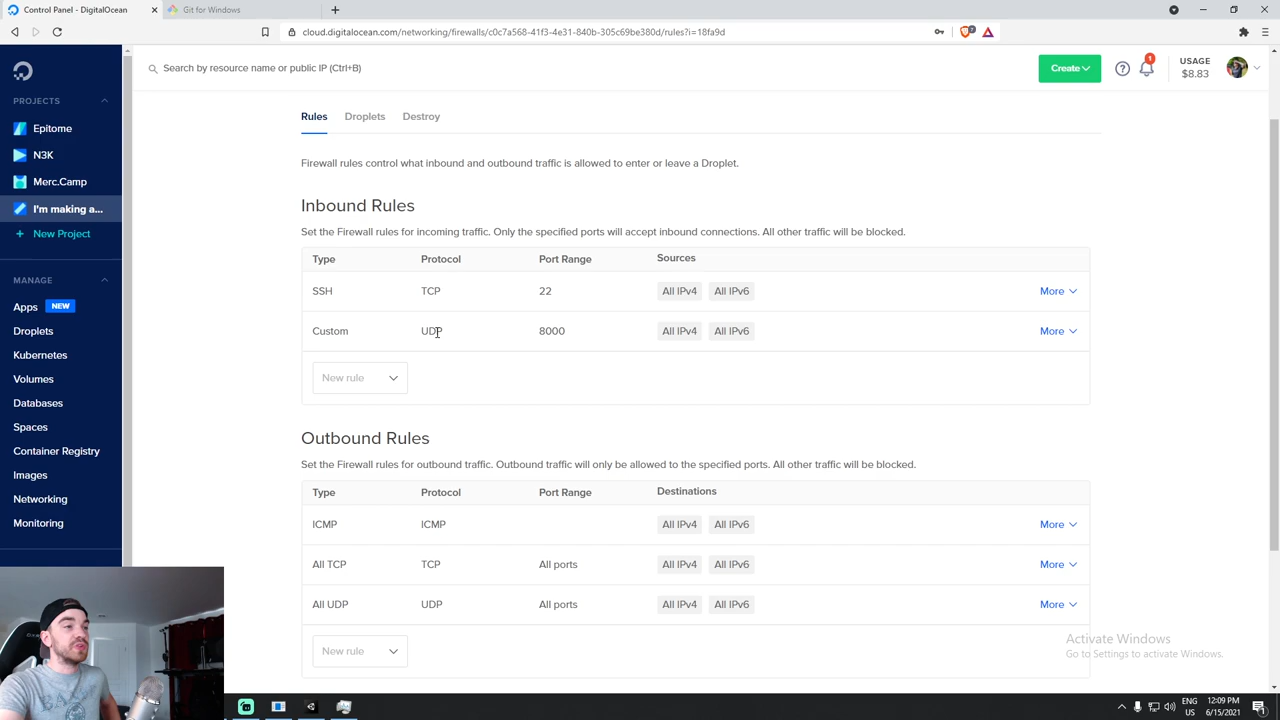 Control Panel - DigitalOcean
Git for Windows
cloud.digitalocean.com/networking/firewalls/c0c7a568-41f3-4e31-840b-305c69be380d/rules?i=18fa9d
Search by resource name or public IP (Ctrl+B)
Create
1
USAGE
$8.83
PROJECTS
Epitome
N3K
Merc.Camp
I'm making a...
+ New Project
MANAGE
Apps NEW
Droplets
Kubernetes
Volumes
Databases
Spaces
Container Registry
Images
Networking
Monitoring
Rules Droplets Destroy
Firewall rules control what inbound and outbound traffic is allowed to enter or leave a Droplet.
Inbound Rules
Set the Firewall rules for incoming traffic. Only the specified ports will accept inbound connections. All other traffic will be blocked.
Type Protocol Port Range Sources
SSH TCP 22 All IPv4 All IPv6 More
Custom UDP 8000 All IPv4 All IPv6 More
New rule
Outbound Rules
Set the Firewall rules for outbound traffic. Outbound traffic will only be allowed to the specified ports. All other traffic will be blocked.
Type Protocol Port Range Destinations
ICMP ICMP All IPv4 All IPv6 More
All TCP TCP All ports All IPv4 All IPv6 More
All UDP UDP All ports All IPv4 All IPv6 More
New rule
Activate Windows
Go to Settings to activate Windows.
ENG
US
12:09 PM
6/15/2021